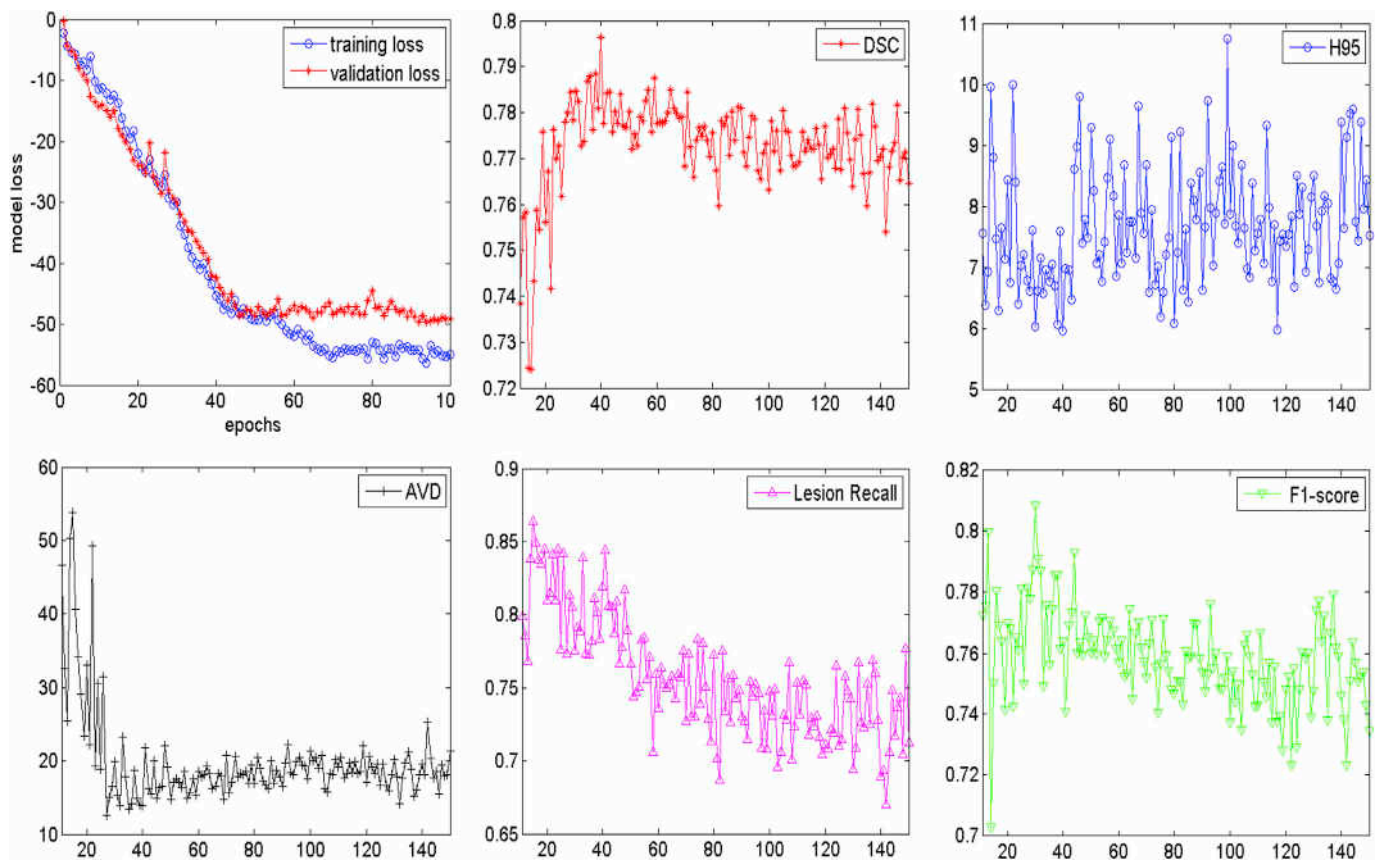 0
-10
-20
-30
-40
-50
-60
model loss
0 20 40 60 80 10
epochs
training loss
validation loss
0.8
0.79
0.78
0.77
0.76
0.75
0.74
0.73
0.72
20 40 60 80 100 120 140
DSC
11
10
9
8
7
6
5
20 40 60 80 100 120 140
H95
60
50
40
30
20
10
20 40 60 80 100 120 140
AVD
0.9
0.85
0.8
0.75
0.7
0.65
20 40 60 80 100 120 140
Lesion Recall
0.82
0.8
0.78
0.76
0.74
0.72
0.7
20 40 60 80 100 120 140
F1-score